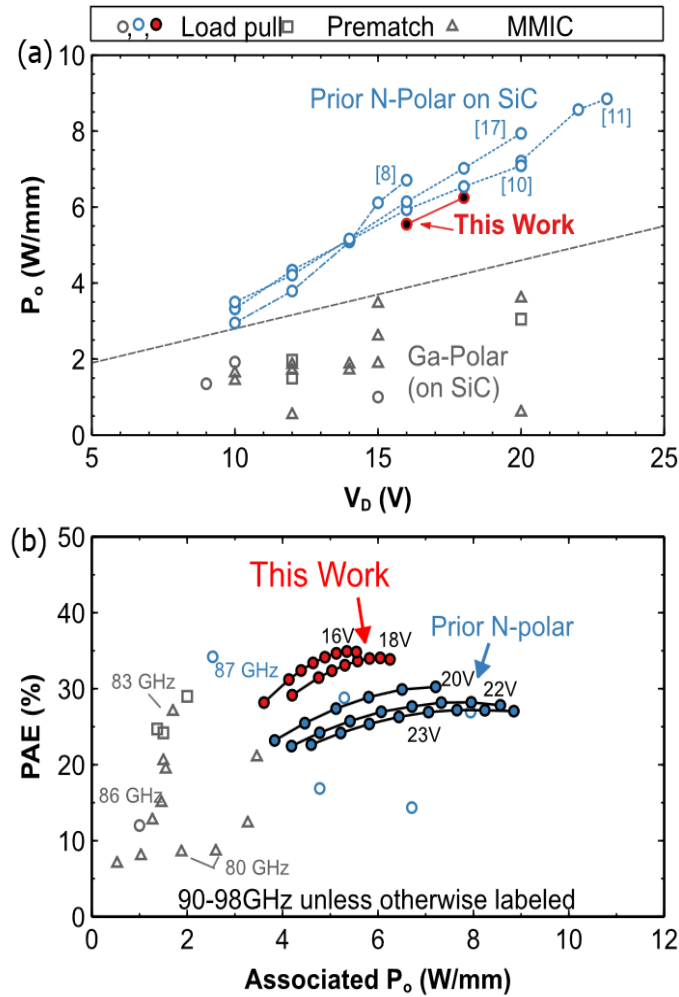 Load pull Prematch MMIC
(a)
10
8
6
4
2
0
5 10 15 20 25
P₀ (W/mm)
V_D (V)
Prior N-Polar on SiC
[17]
[11]
[8]
[10]
This Work
Ga-Polar
(on SiC)
(b)
50
40
30
20
10
0
0 2 4 6 8 10 12
PAE (%)
Associated P₀ (W/mm)
This Work
16V 18V
Prior N-polar
87 GHz
83 GHz
20V
22V
23V
86 GHz
80 GHz
90-98GHz unless otherwise labeled